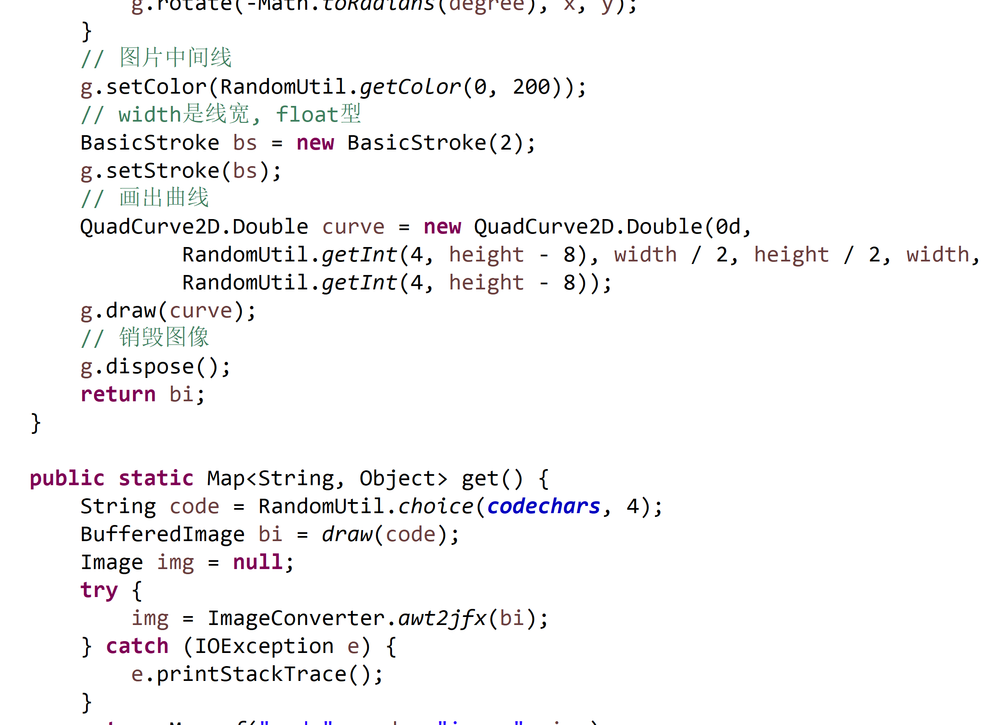 g.rotate(-Math.toRadians(degree), x, y);
}
// 图片中间线
g.setColor(RandomUtil.getColor(0, 200));
// width是线宽, float型
BasicStroke bs = new BasicStroke(2);
g.setStroke(bs);
// 画出曲线
QuadCurve2D.Double curve = new QuadCurve2D.Double(0d,
RandomUtil.getInt(4, height - 8), width / 2, height / 2, width,
RandomUtil.getInt(4, height - 8));
g.draw(curve);
// 销毁图像
g.dispose();
return bi;
}
public static Map<String, Object> get() {
String code = RandomUtil.choice(codechars, 4);
BufferedImage bi = draw(code);
Image img = null;
try {
img = ImageConverter.awt2jfx(bi);
} catch (IOException e) {
e.printStackTrace();
}